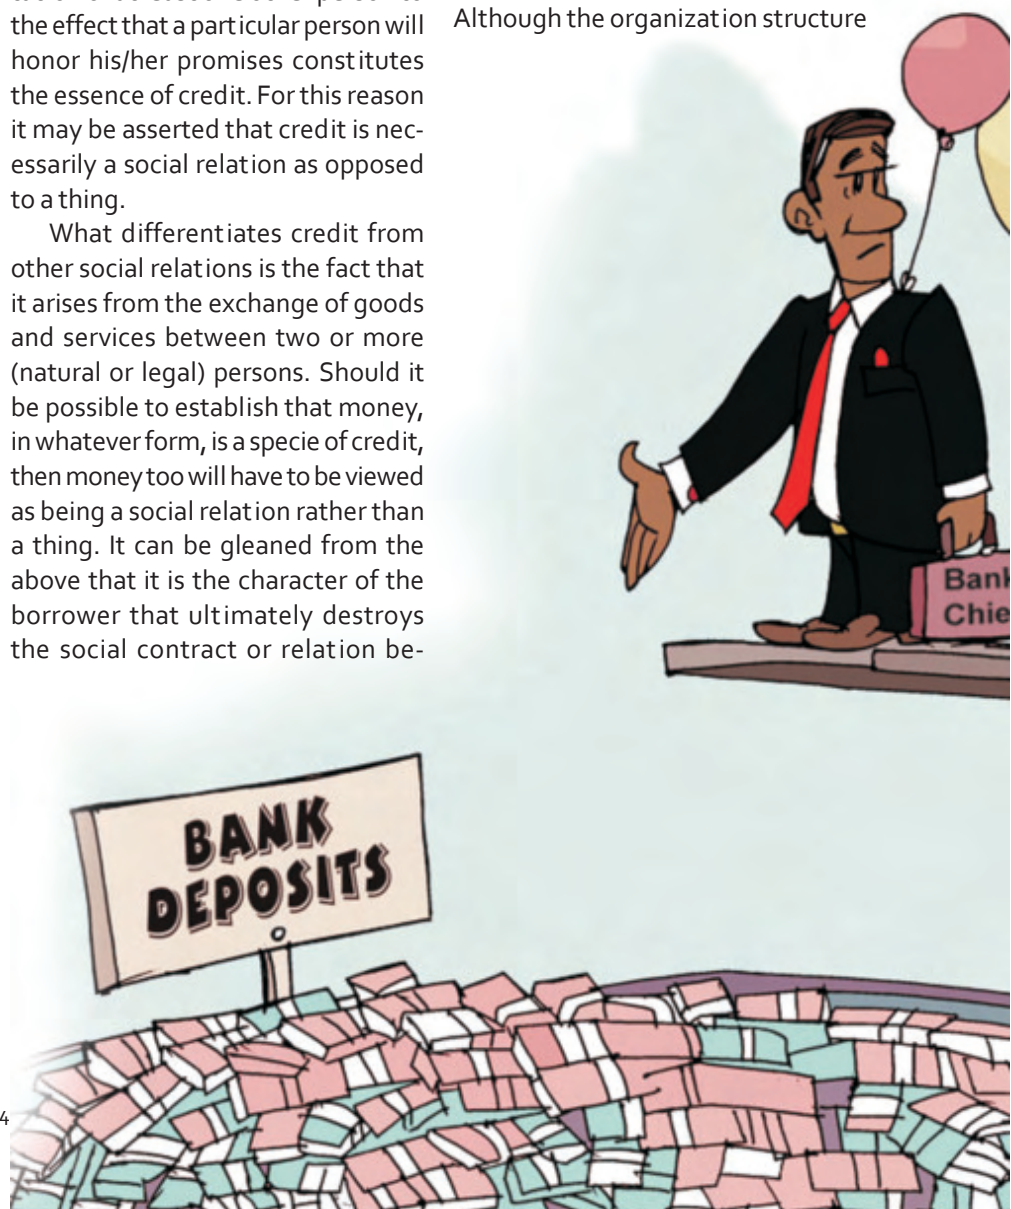 the effect that a particular person will
honor his/her promises constitutes
the essence of credit. For this reason
it may be asserted that credit is nec-
essarily a social relation as opposed
to a thing.
What differentiates credit from
other social relations is the fact that
it arises from the exchange of goods
and services between two or more
(natural or legal) persons. Should it
be possible to establish that money,
in whatever form, is a specie of credit,
then money too will have to be viewed
as being a social relation rather than
a thing. It can be gleaned from the
above that it is the character of the
borrower that ultimately destroys
the social contract or relation be-
Although the organization structure
Bank
Chie
BANK
DEPOSITS
4